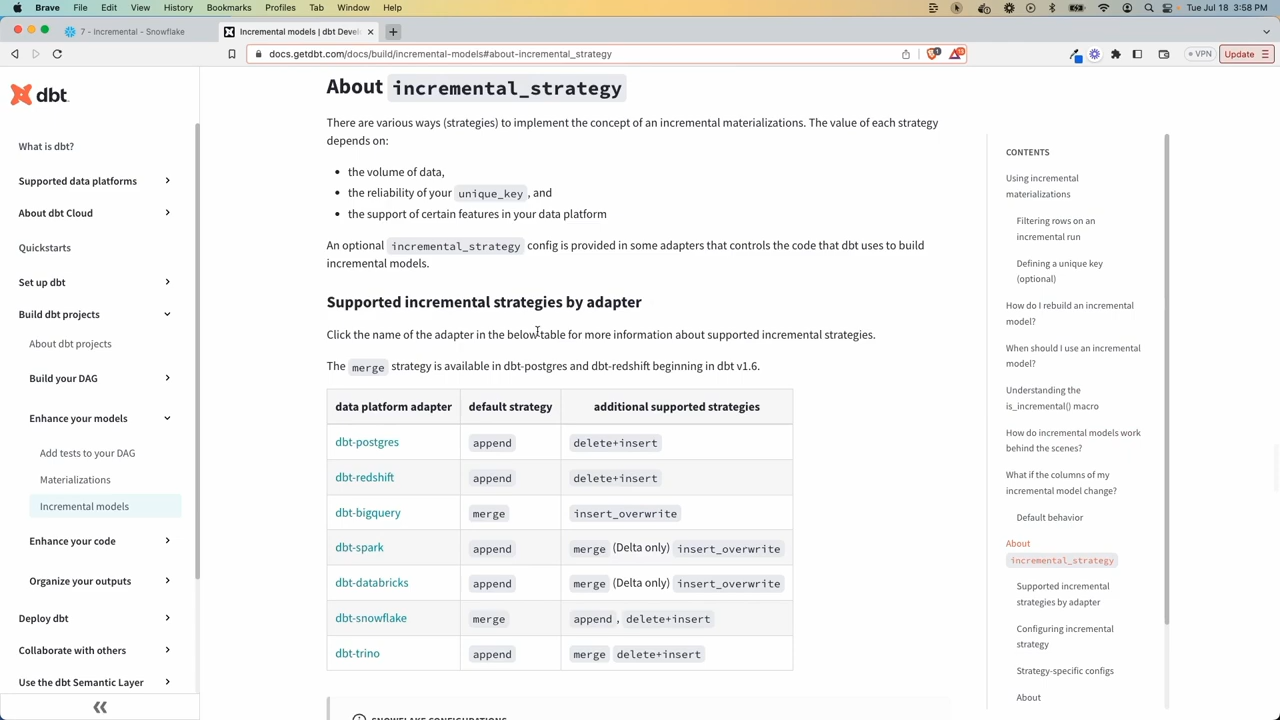 Brave File Edit View History Bookmarks Profiles Tab Window Help
Tue Jul 18 3:58 PM
7 - Snowflake
Incremental models | dbt Devel
docs.getdbt.com/docs/build/incremental-models#about-incremental_strategy
VPN
Update
dbt
What is dbt?
Supported data platforms
About dbt Cloud
Quickstarts
Set up dbt
Build dbt projects
About dbt projects
Build your DAG
Enhance your models
Add tests to your DAG
Materializations
Incremental models
Enhance your code
Organize your outputs
Deploy dbt
Collaborate with others
Use the dbt Semantic Layer
About incremental_strategy
There are various ways (strategies) to implement the concept of an incremental materializations. The value of each strategy
depends on:
• the volume of data,
• the reliability of your unique_key , and
• the support of certain features in your data platform
An optional incremental_strategy config is provided in some adapters that controls the code that dbt uses to build
incremental models.
Supported incremental strategies by adapter
Click the name of the adapter in the below table for more information about supported incremental strategies.
The merge strategy is available in dbt-postgres and dbt-redshift beginning in dbt v1.6.
data platform adapter default strategy additional supported strategies
dbt-postgres append delete+insert
dbt-redshift append delete+insert
dbt-bigquery merge insert_overwrite
dbt-spark append merge (Delta only) insert_overwrite
dbt-databricks append merge (Delta only) insert_overwrite
dbt-snowflake merge append , delete+insert
dbt-trino append merge delete+insert
SNOWFLAKE CONFIGURATIONS
CONTENTS
Using incremental
materializations
Filtering rows on an
incremental run
Defining a unique key
(optional)
How do I rebuild an incremental
model?
When should I use an incremental
model?
Understanding the
is_incremental() macro
How do incremental models work
behind the scenes?
What if the columns of my
incremental model change?
Default behavior
About
incremental_strategy
Supported incremental
strategies by adapter
Configuring incremental
strategy
Strategy-specific configs
About